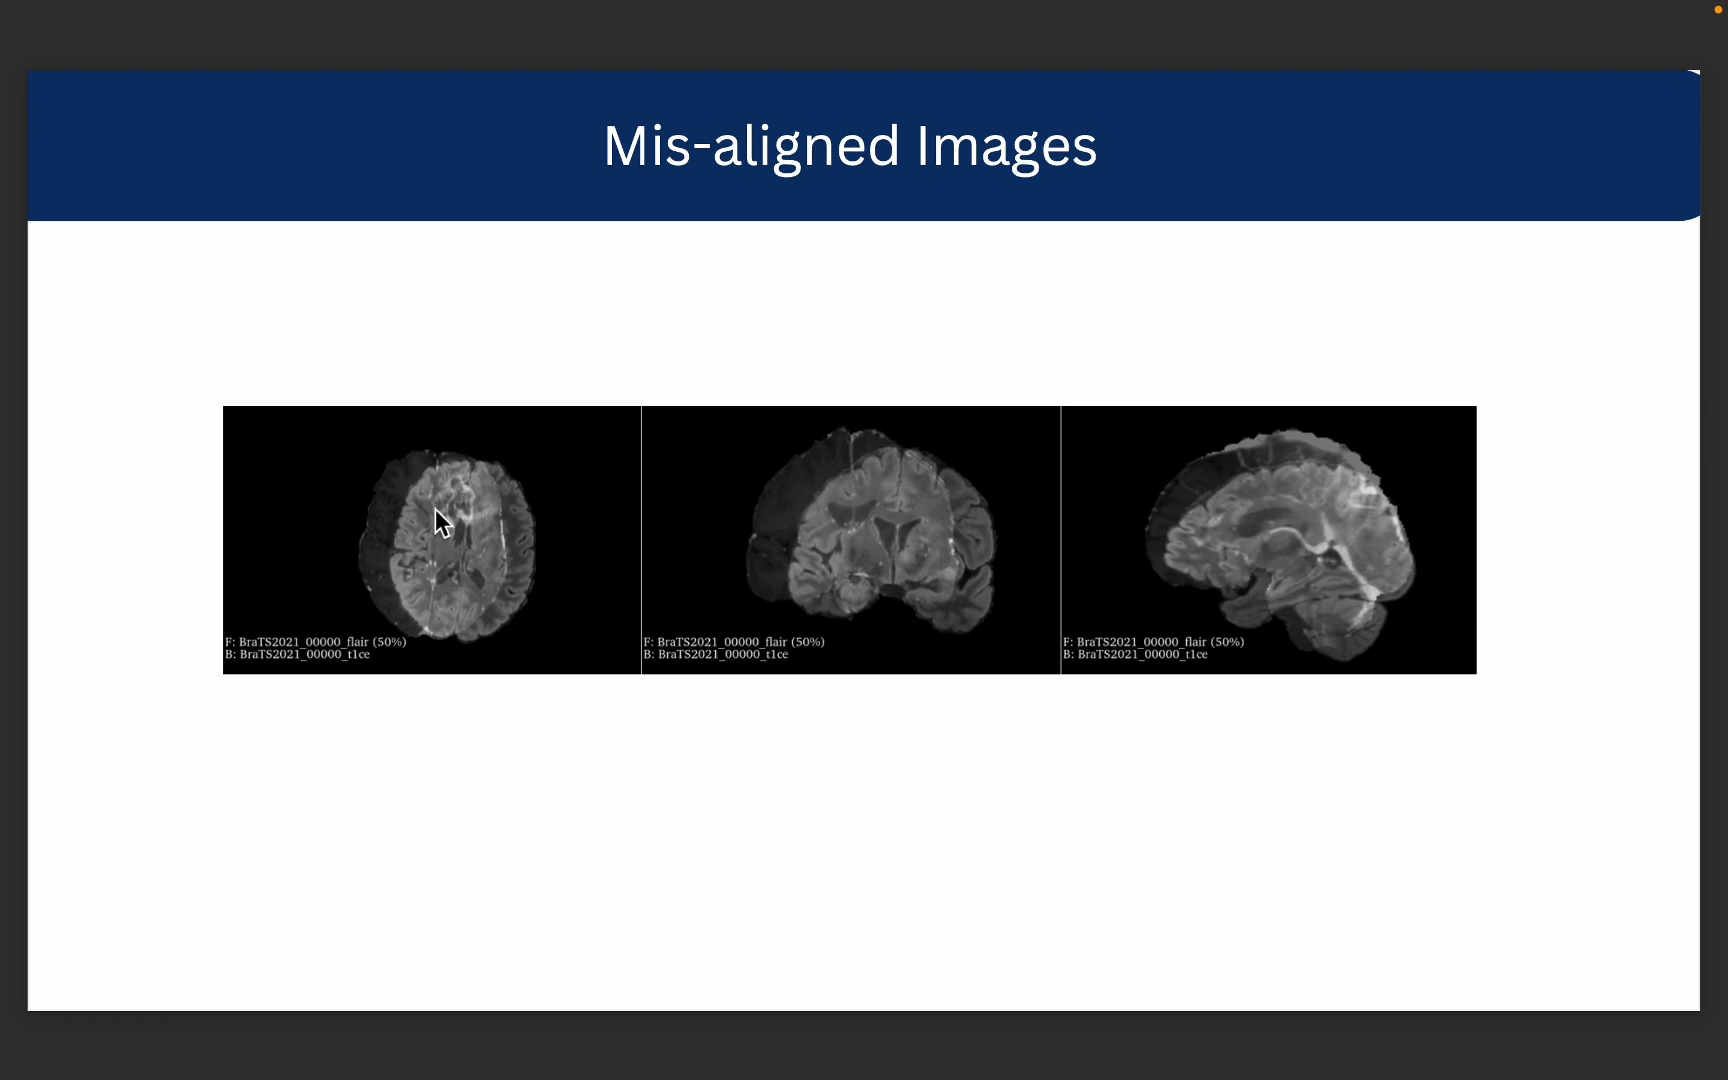 Mis-aligned Images
F: BraTS2021_00000_flair (50%)
B: BraTS2021_00000_t1ce
F: BraTS2021_00000_flair (50%)
B: BraTS2021_00000_t1ce
F: BraTS2021_00000_flair (50%)
B: BraTS2021_00000_t1ce